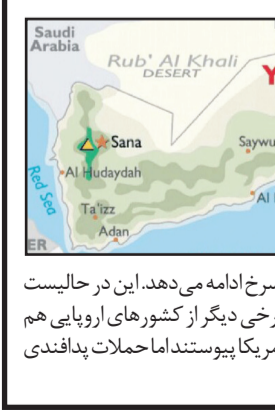 Saudi
Arabia
Rub' Al Khali
DESERT
Y
Sana
Saywu
Al Hudaydah
Red Sea
Ta'izz
Al
Adan
ER
سرخ ادامه می‌دهد. این در حالیست
رخی دیگر از کشورهای اروپایی هم
مریکا پیوستند اما حملات پدافندی